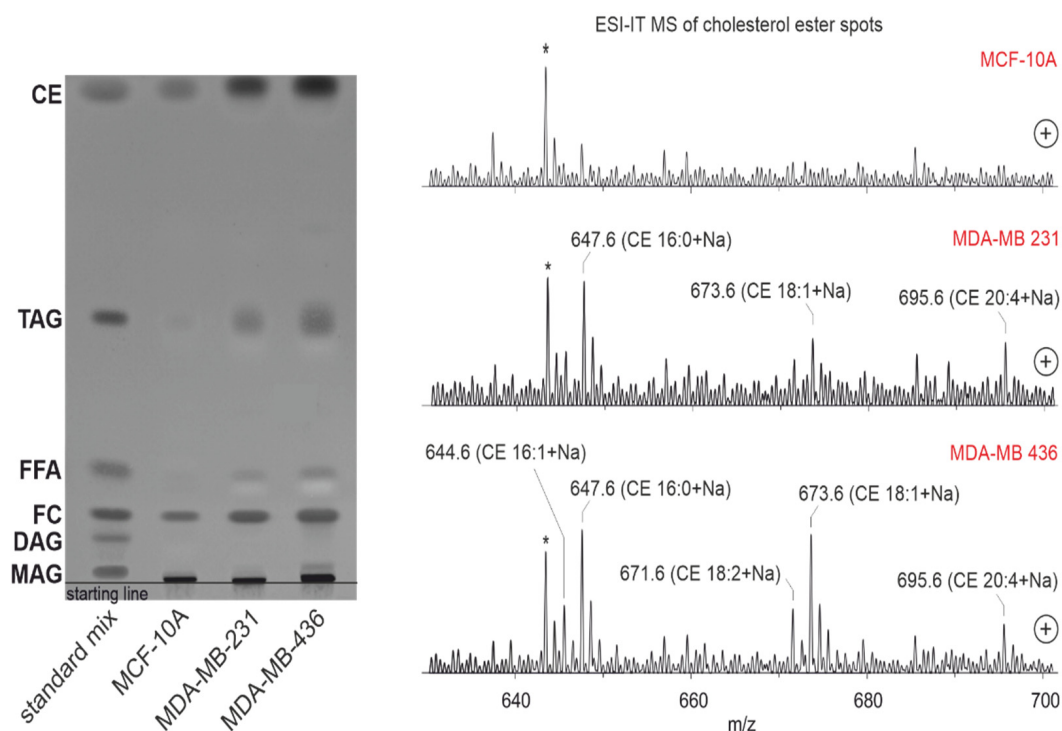 ESI-IT MS of cholesterol ester spots
CE
TAG
FFA
FC
DAG
MAG
starting line
standard mix
MCF-10A
MDA-MB-231
MDA-MB-436
*
MCF-10A
+
647.6 (CE 16:0+Na)
MDA-MB 231
*
673.6 (CE 18:1+Na)
695.6 (CE 20:4+Na)
+
640
660
680
700
644.6 (CE 16:1+Na)
MDA-MB 436
647.6 (CE 16:0+Na)
673.6 (CE 18:1+Na)
*
671.6 (CE 18:2+Na)
695.6 (CE 20:4+Na)
+
640
660
680
700
m/z